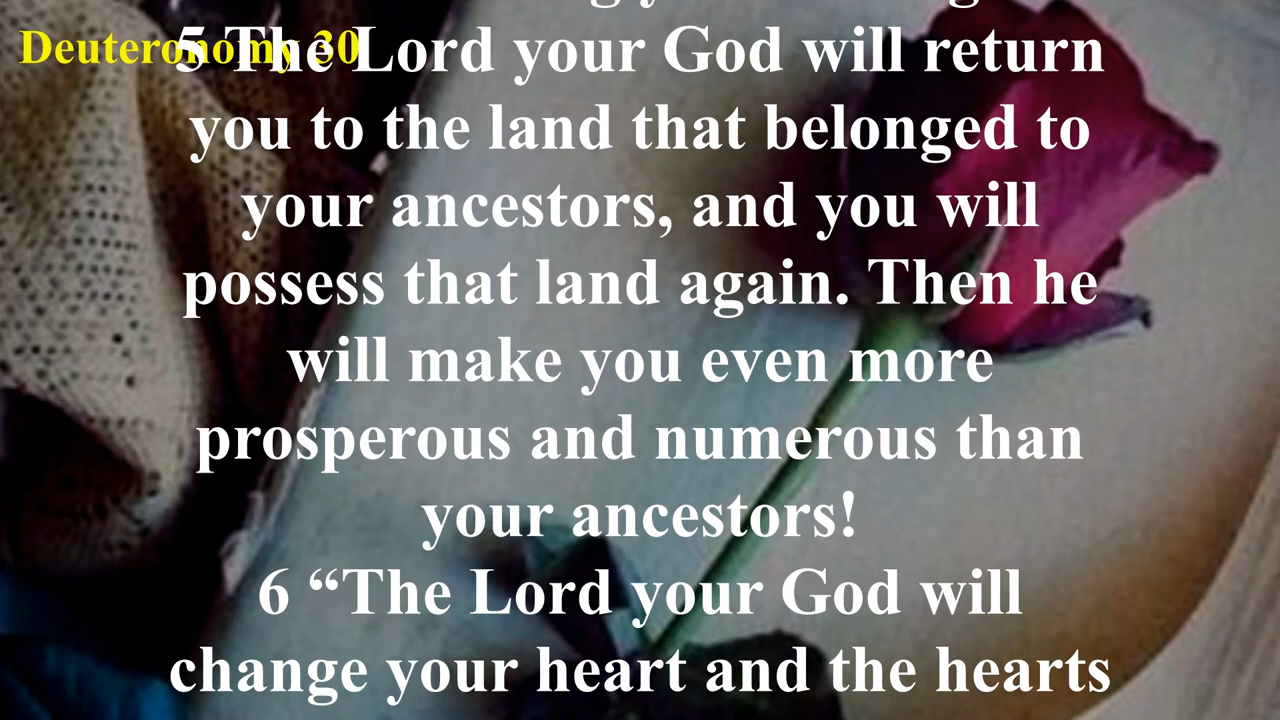 Deuteronomy 30
5 The Lord your God will return
you to the land that belonged to
your ancestors, and you will
possess that land again. Then he
will make you even more
prosperous and numerous than
your ancestors!
6 “The Lord your God will
change your heart and the hearts